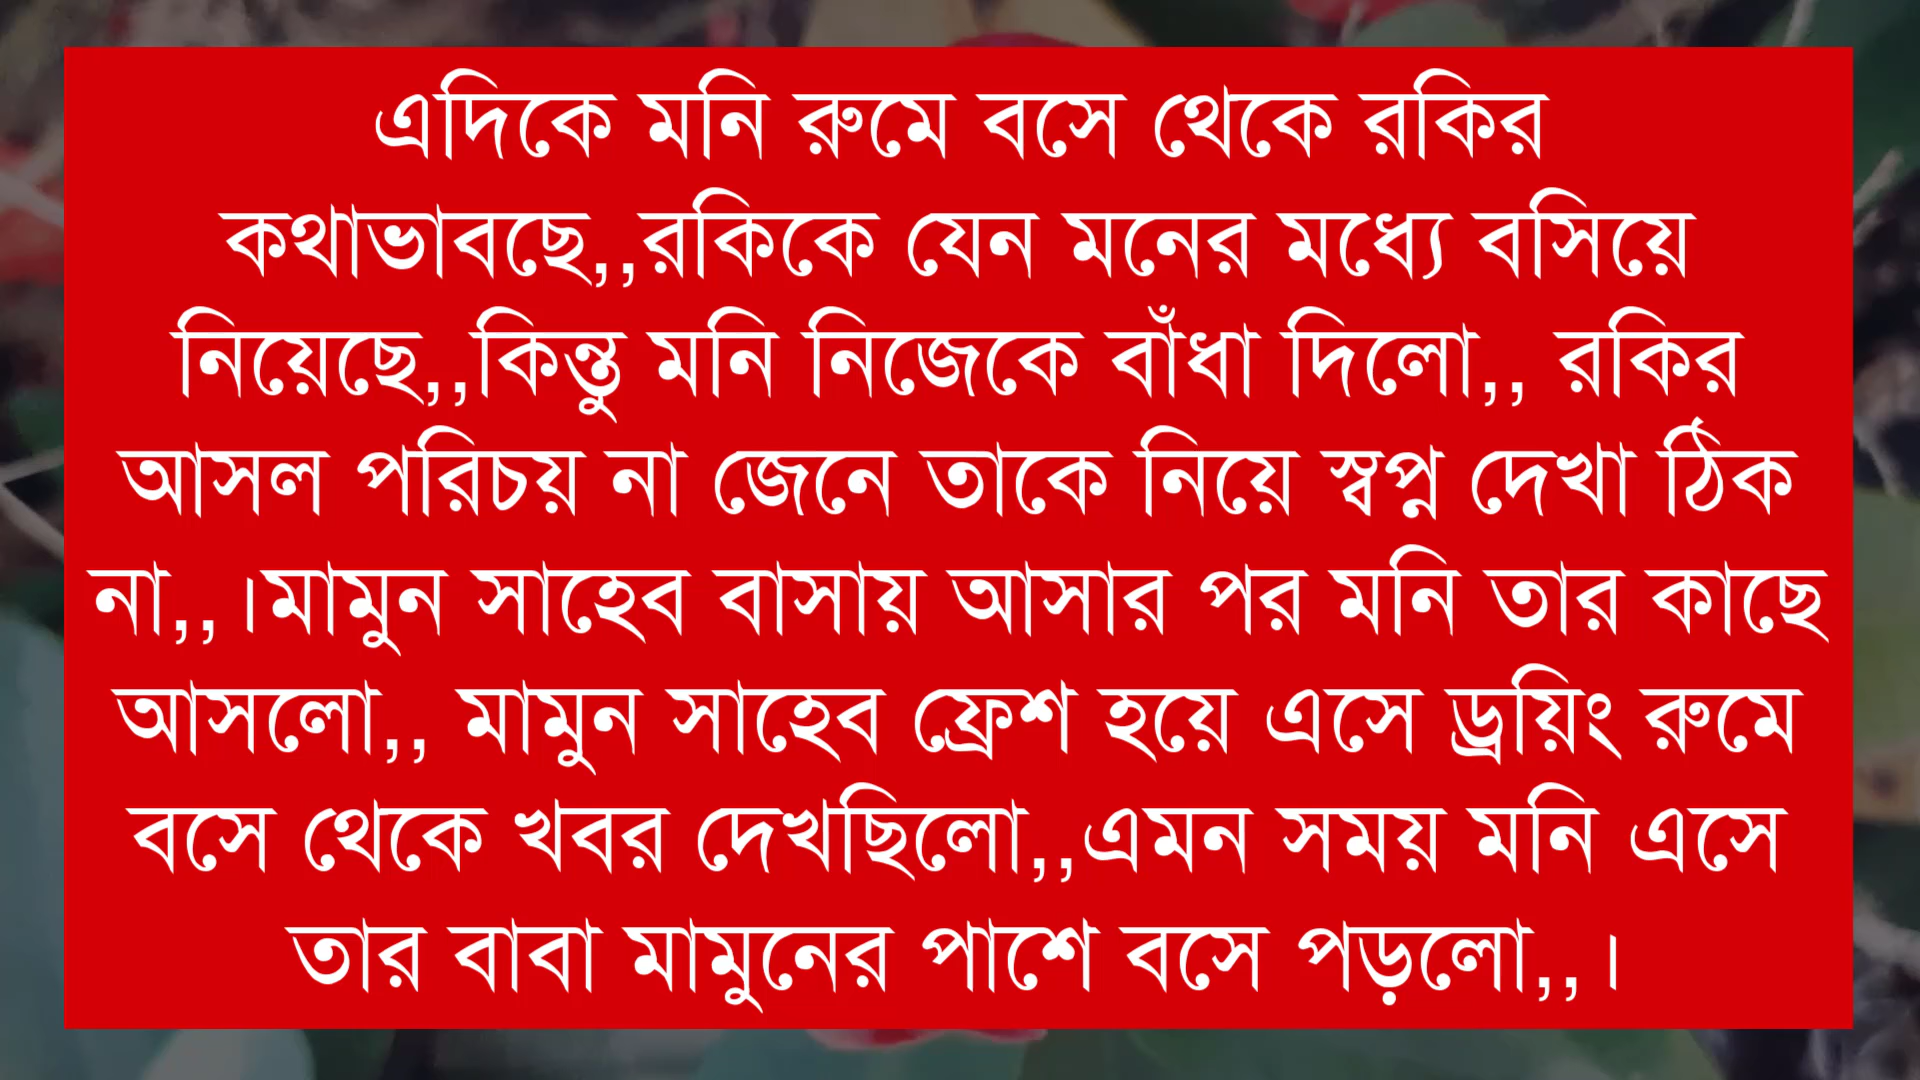 এদিকে মনি রুমে বসে থেকে রকির
কথাভাবছে,,রকিকে যেন মনের মধ্যে বসিয়ে
নিয়েছে,,কিন্তু মনি নিজেকে বাঁধা দিলো,, রকির
আসল পরিচয় না জেনে তাকে নিয়ে স্বপ্ন দেখা ঠিক
না,,।মামুন সাহেব বাসায় আসার পর মনি তার কাছে
আসলো,, মামুন সাহেব ফ্রেশ হয়ে এসে ড্রয়িং রুমে
বসে থেকে খবর দেখছিলো,,এমন সময় মনি এসে
তার বাবা মামুনের পাশে বসে পড়লো,,।